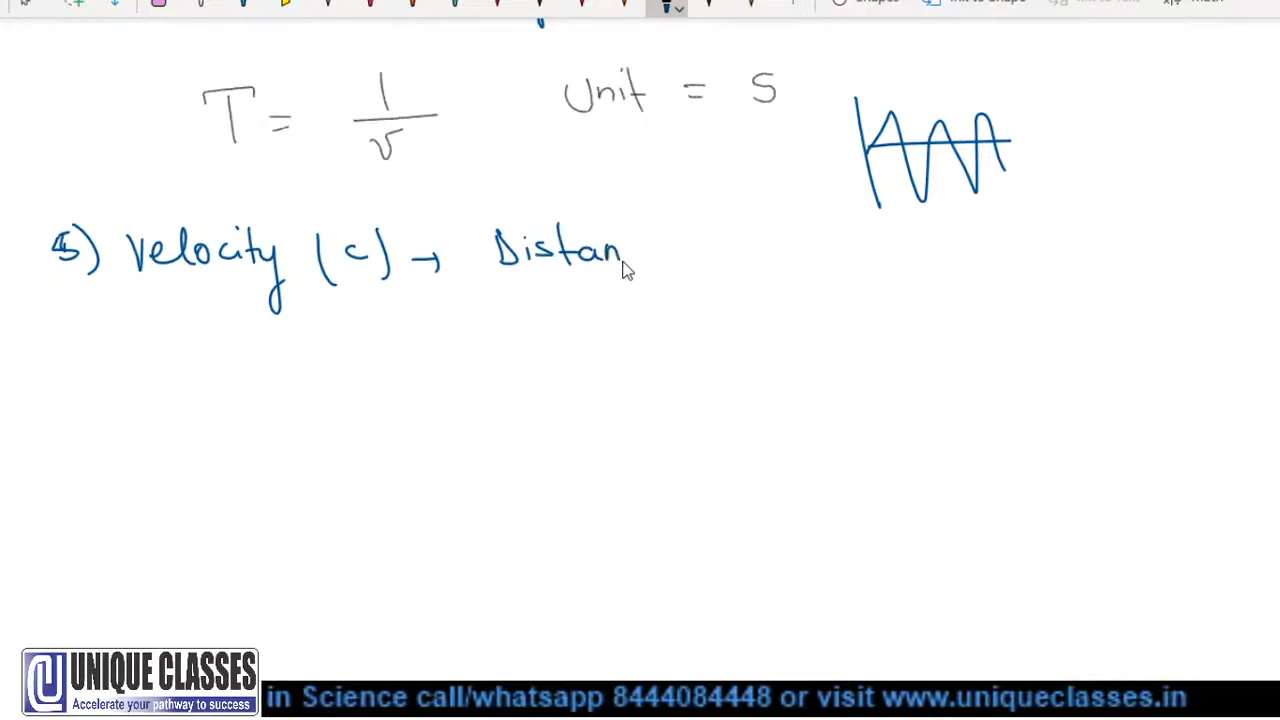 T = 1/ν Unit = S
5) Velocity (c) → Distan
UNIQUE CLASSES
Accelerate your pathway to success
in Science call/whatsapp 8444084448 or visit www.uniqueclasses.in